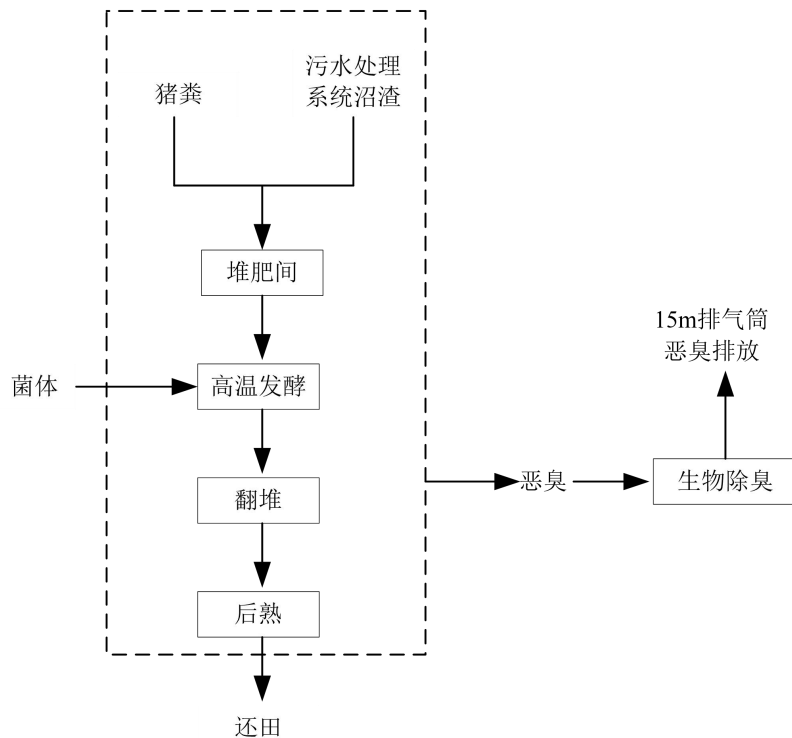 猪粪
污水处理
系统沼渣
堆肥间
15m排气筒
恶臭排放
菌体
高温发酵
翻堆
恶臭
生物除臭
后熟
还田